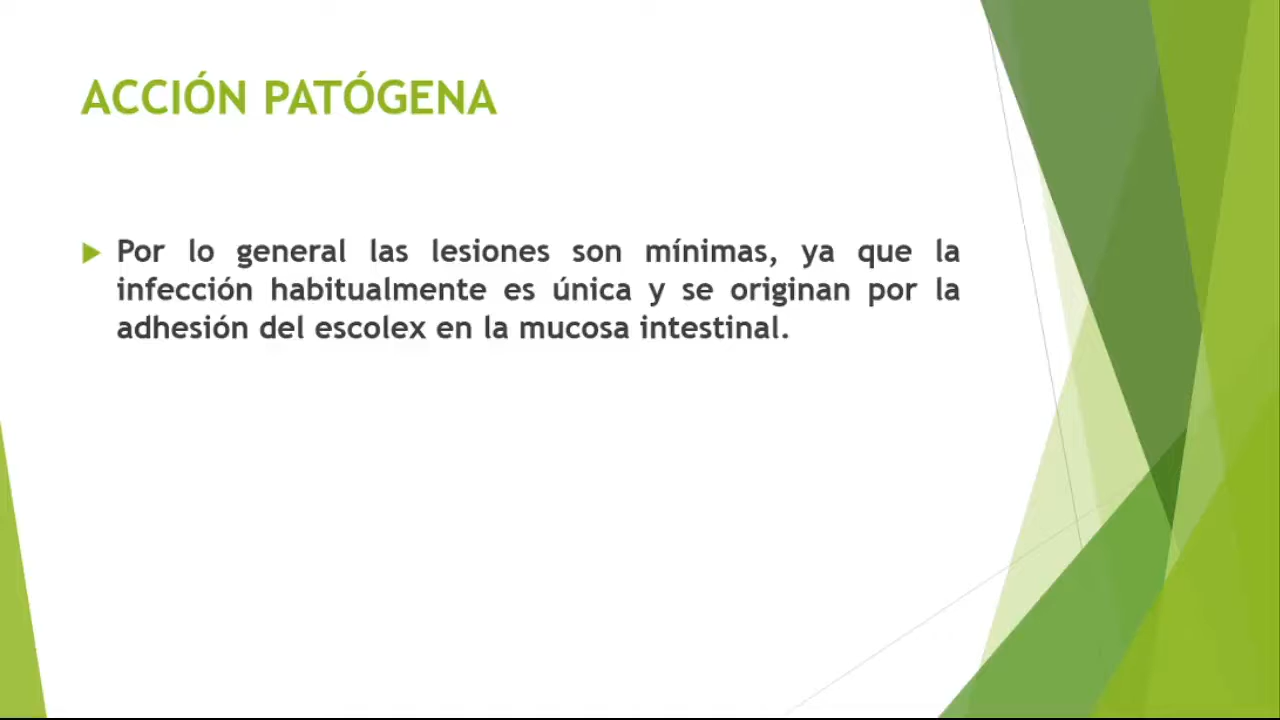 ACCIÓN PATÓGENA
Por lo general las lesiones son mínimas, ya que la
infección habitualmente es única y se originan por la
adhesión del escolex en la mucosa intestinal.